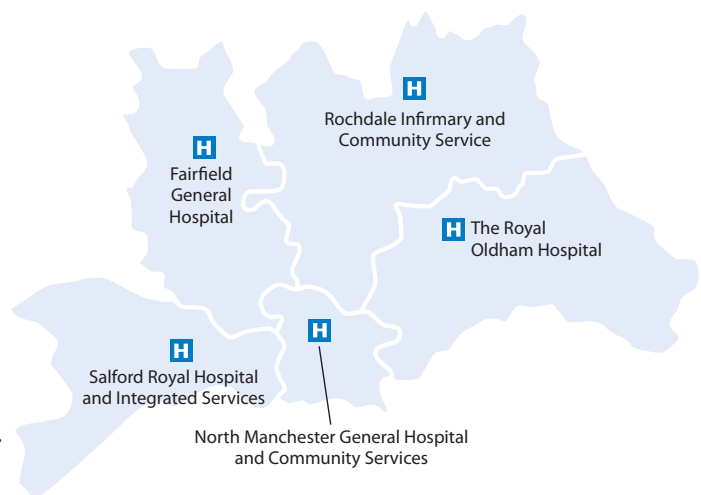 H
Rochdale Infirmary and
Community Service
H
Fairfield
General
Hospital
H The Royal
Oldham Hospital
H
H
Salford Royal Hospital
and Integrated Services
North Manchester General Hospital
and Community Services